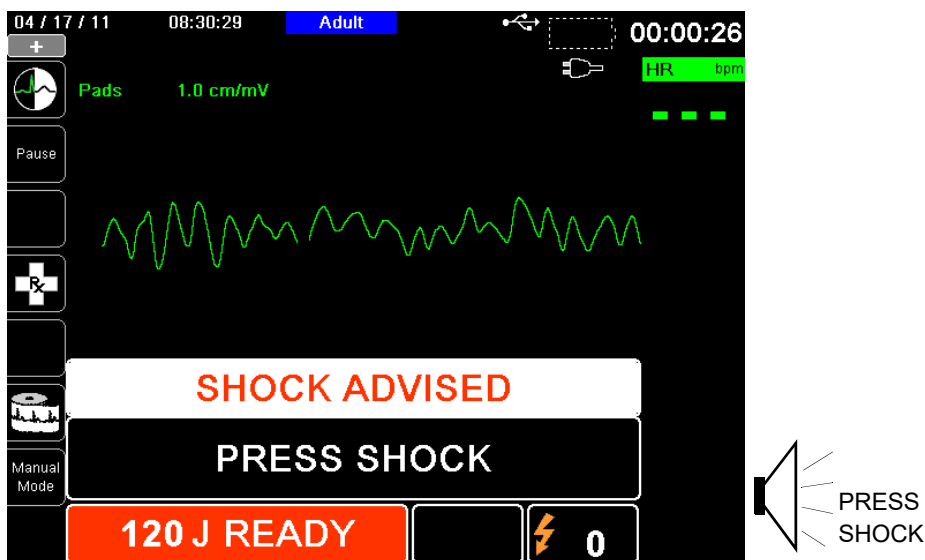 04 / 17 / 11 08:30:29 Adult 00:00:26
+
HR bpm
Pads 1.0 cm/mV
- - -
Pause
Rx
SHOCK ADVISED
PRESS SHOCK
Manual
Mode
120 J READY 0
PRESS
SHOCK